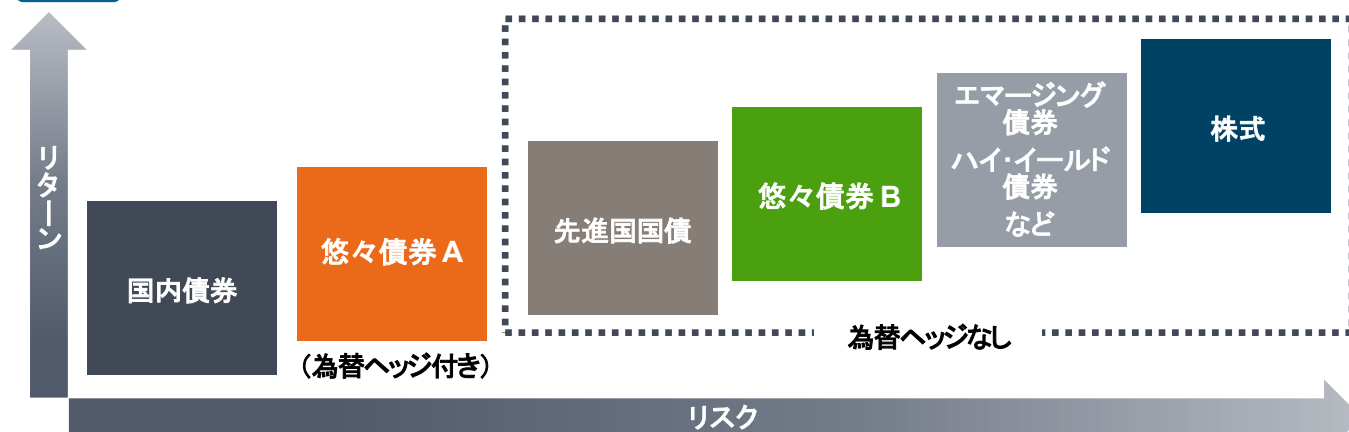 リターン
国内債券
悠々債券 A
(為替ヘッジ付き)
先進国国債
悠々債券 B
エマージング
債券
ハイ・イールド
債券
など
株式
為替ヘッジなし
リスク